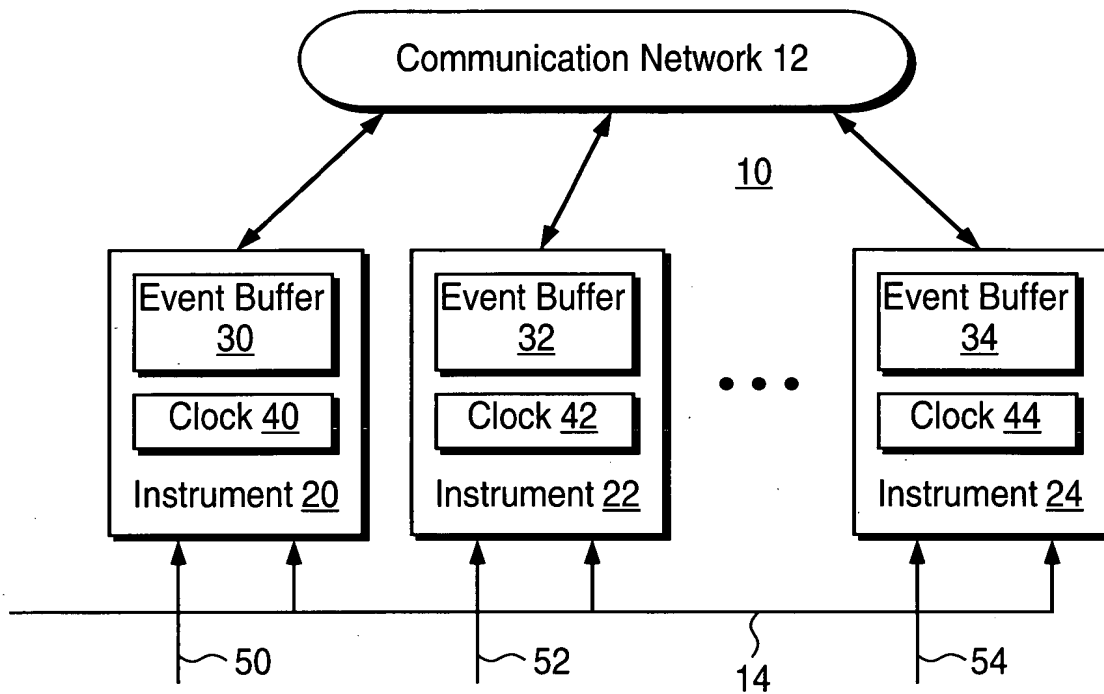 Communication Network 12
10
Event Buffer
30
Clock 40
Instrument 20
Event Buffer
32
Clock 42
Instrument 22
Event Buffer
34
Clock 44
Instrument 24
50
52
14
54